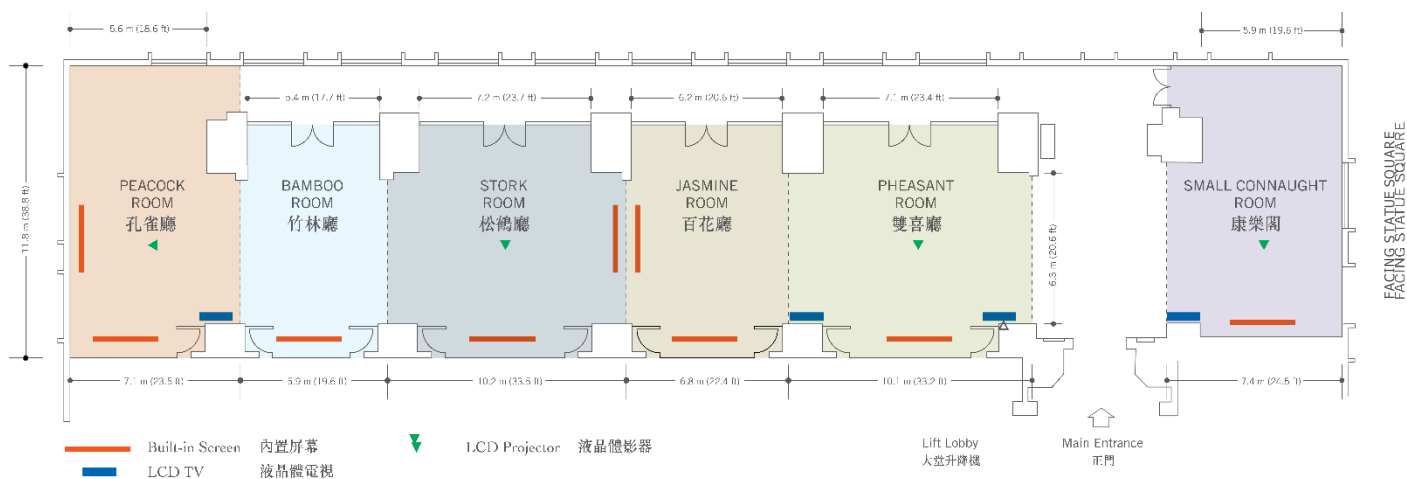 5.6 m (18.6 ft)
5.9 m (19.6 ft)
5.4 m (17.7 ft)
7.2 m (23.7 ft)
6.2 m (20.6 ft)
7.1 m (23.4 ft)
11.8 m (38.8 ft)
PEACOCK
ROOM
孔雀廳
BAMBOO
ROOM
竹林廳
STORK
ROOM
松鶴廳
JASMINE
ROOM
百花廳
PHEASANT
ROOM
雙喜廳
6.3 m (20.6 ft)
SMALL CONNAUGHT
ROOM
康樂閣
FACING STATUE SQUARE
FACING STATUE SQUARE
7.1 m (23.5 ft)
5.9 m (19.6 ft)
10.2 m (33.5 ft)
6.8 m (22.4 ft)
10.1 m (33.2 ft)
7.4 m (24.5 ft)
Built-in Screen 內置屏幕
LCD Projector 液晶體影器
LCD TV 液晶體電視
Lift Lobby
大堂升降機
Main Entrance
正門